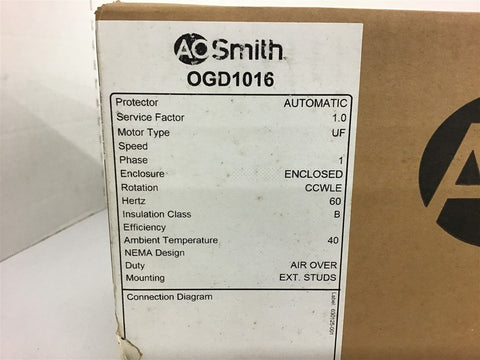 AO Smith
OGD1016
Protector AUTOMATIC
Service Factor 1.0
Motor Type UF
Speed
Phase 1
Enclosure ENCLOSED
Rotation CCWLE
Hertz 60
Insulation Class B
Efficiency
Ambient Temperature 40
NEMA Design
Duty AIR OVER
Mounting EXT. STUDS
Connection Diagram